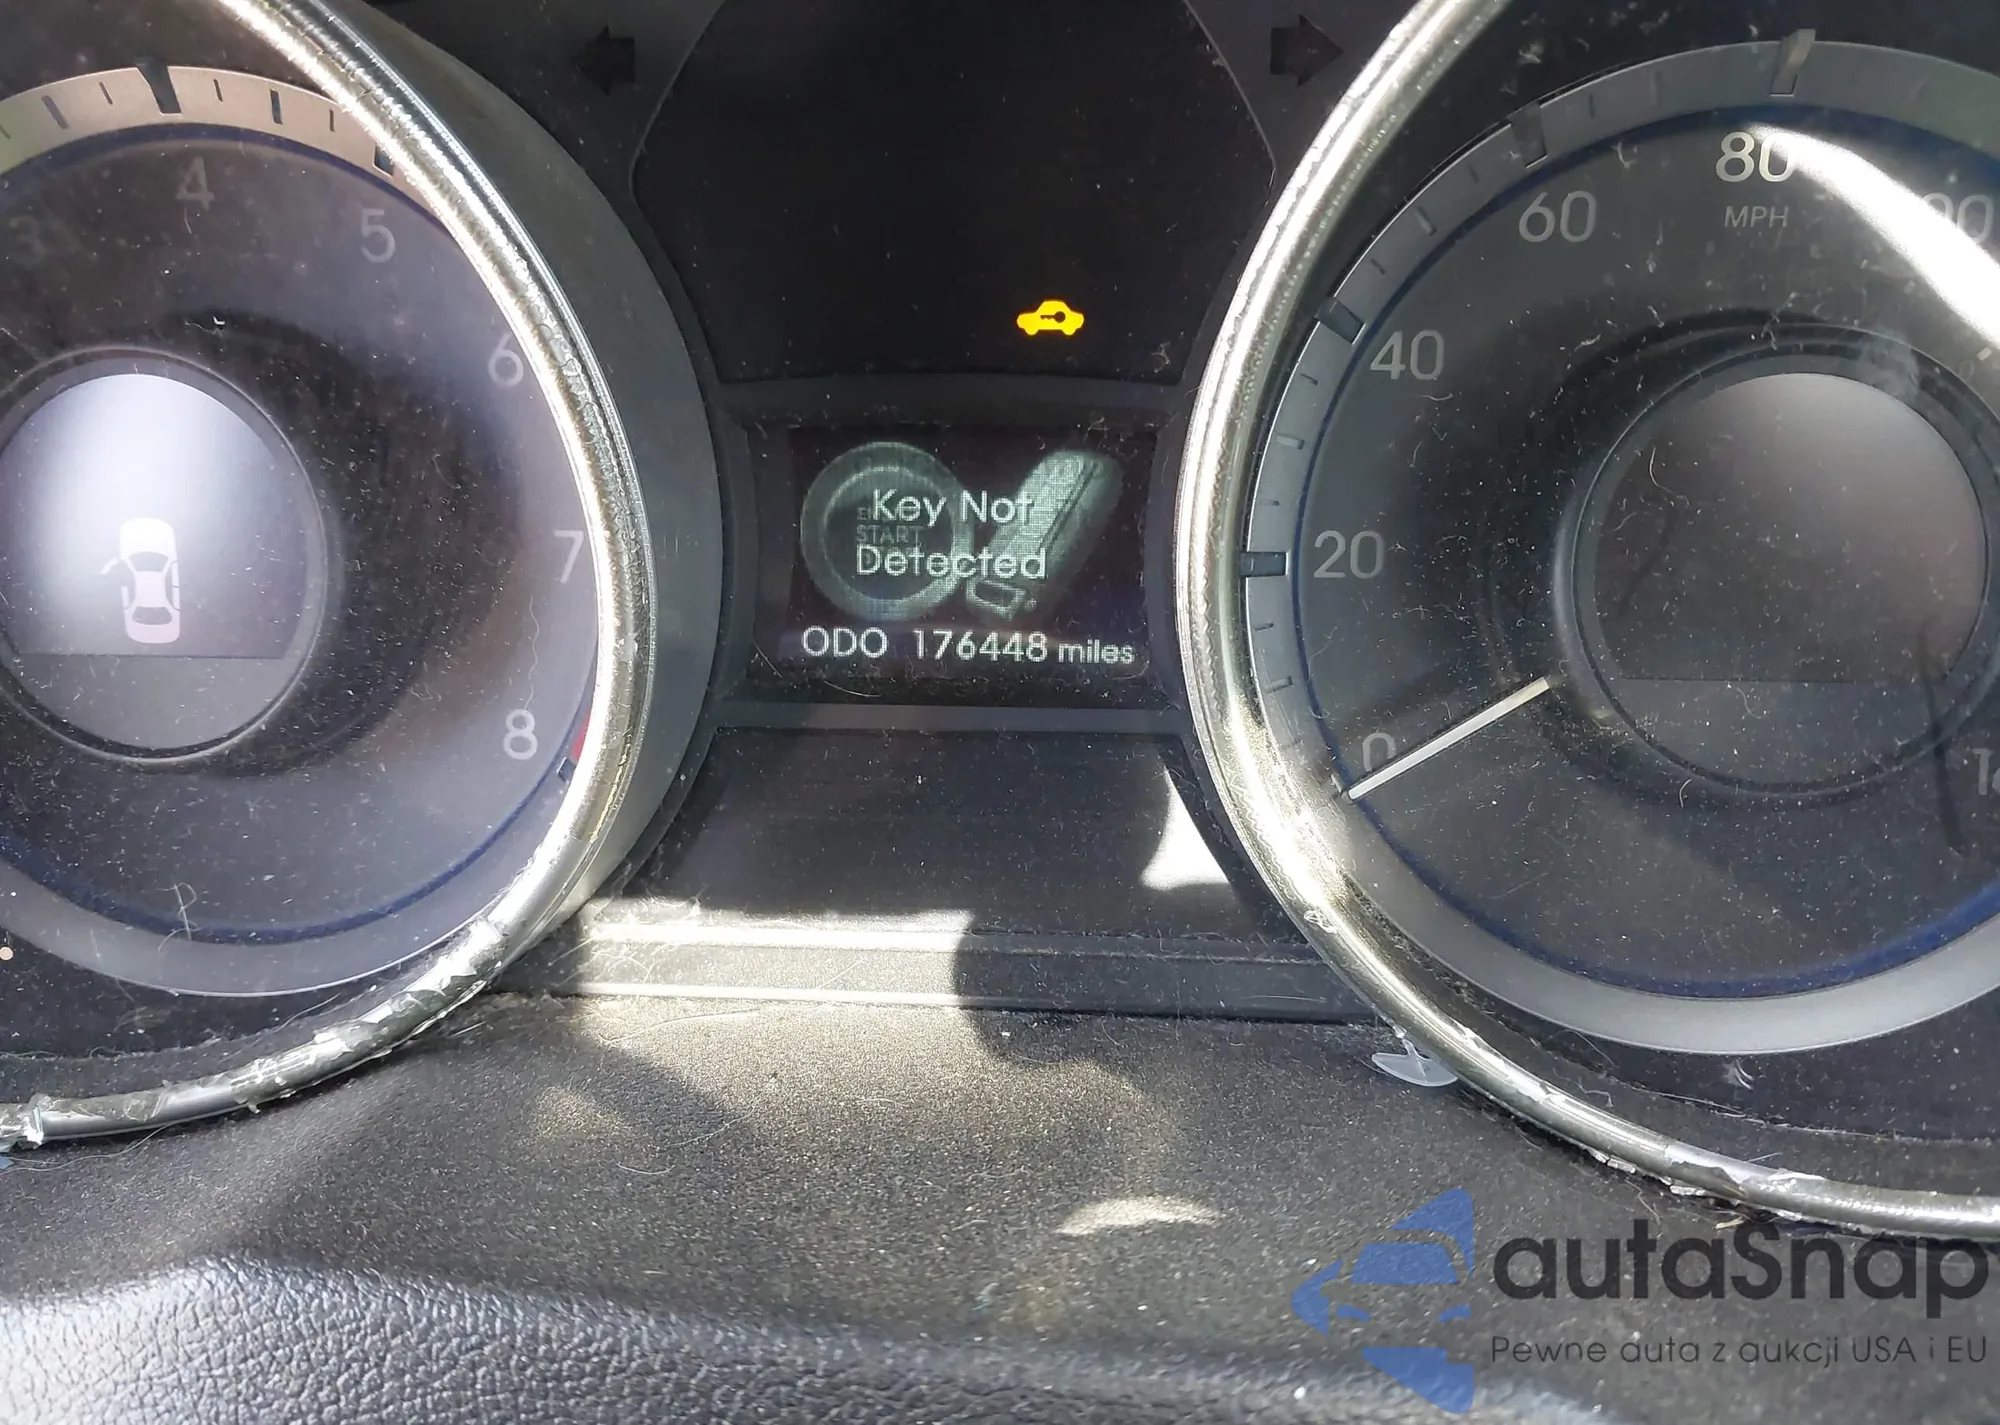 3
4
5
6
7
8
Key Not
START
Detected
ODO 176448 miles
0
20
40
60
80
MPH
autaSnap
Pewne auta z aukcji USA i EU